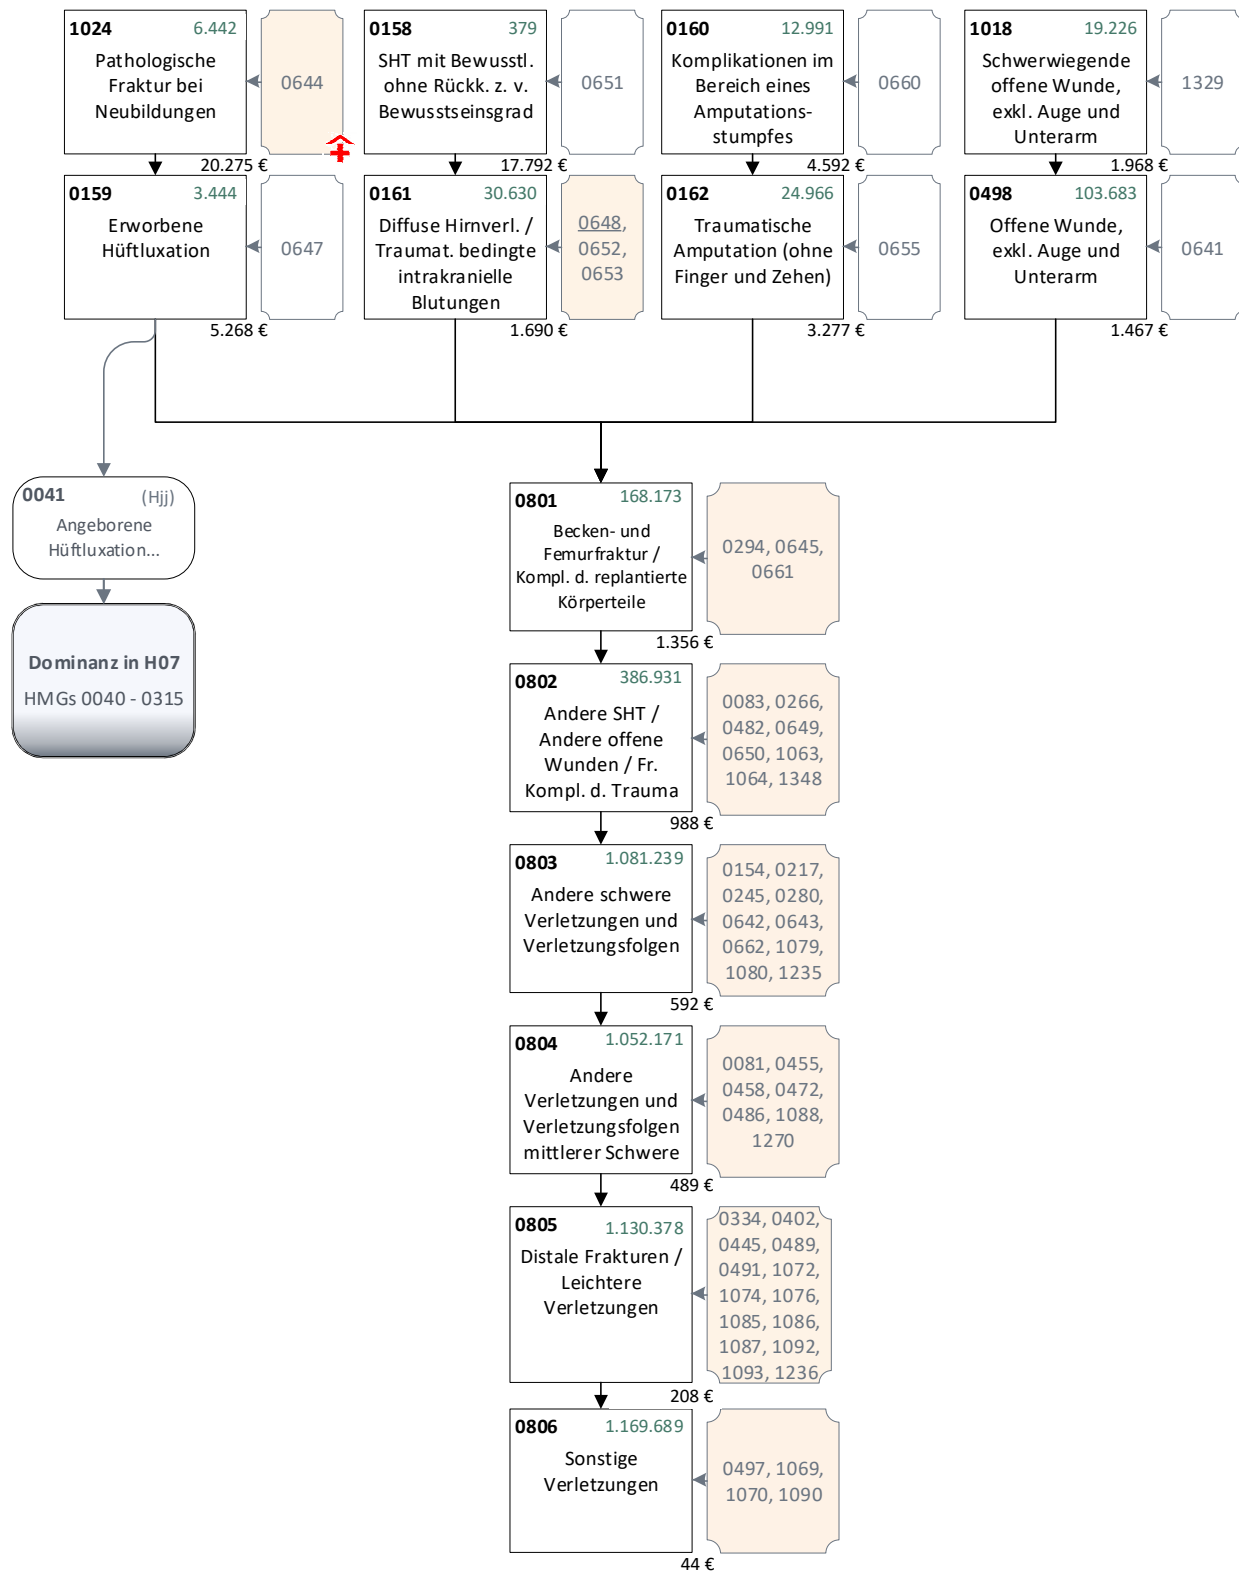 1024 6.442
Pathologische
Fraktur bei
Neubildungen
20.275 €
0644
0158 379
SHT mit Bewusstl.
ohne Rückk. z. v.
Bewusstseinsgrad
17.792 €
0651
0160 12.991
Komplikationen im
Bereich eines
Amputations-
stumpfes
4.592 €
0660
1018 19.226
Schwerwiegende
offene Wunde,
exkl. Auge und
Unterarm
1.968 €
1329
0159 3.444
Erworbene
Hüftluxation
5.268 €
0647
0161 30.630
Diffuse Hirnverl. /
Traumat. bedingte
intrakranielle
Blutungen
1.690 €
0648,
0652,
0653
0162 24.966
Traumatische
Amputation (ohne
Finger und Zehen)
3.277 €
0655
0498 103.683
Offene Wunde,
exkl. Auge und
Unterarm
1.467 €
0641
0041 (Hjj)
Angeborene
Hüftluxation...
Dominanz in H07
HMGs 0040 - 0315
0801 168.173
Becken- und
Femurfraktur /
Kompl. d. replantierte
Körperteile
1.356 €
0294, 0645,
0661
0802 386.931
Andere SHT /
Andere offene
Wunden / Fr.
Kompl. d. Trauma
988 €
0083, 0266,
0482, 0649,
0650, 1063,
1064, 1348
0803 1.081.239
Andere schwere
Verletzungen und
Verletzungsfolgen
592 €
0154, 0217,
0245, 0280,
0642, 0643,
0662, 1079,
1080, 1235
0804 1.052.171
Andere
Verletzungen und
Verletzungsfolgen
mittlerer Schwere
489 €
0081, 0455,
0458, 0472,
0486, 1088,
1270
0805 1.130.378
Distale Frakturen /
Leichtere
Verletzungen
208 €
0334, 0402,
0445, 0489,
0491, 1072,
1074, 1076,
1085, 1086,
1087, 1092,
1093, 1236
0806 1.169.689
Sonstige
Verletzungen
44 €
0497, 1069,
1070, 1090